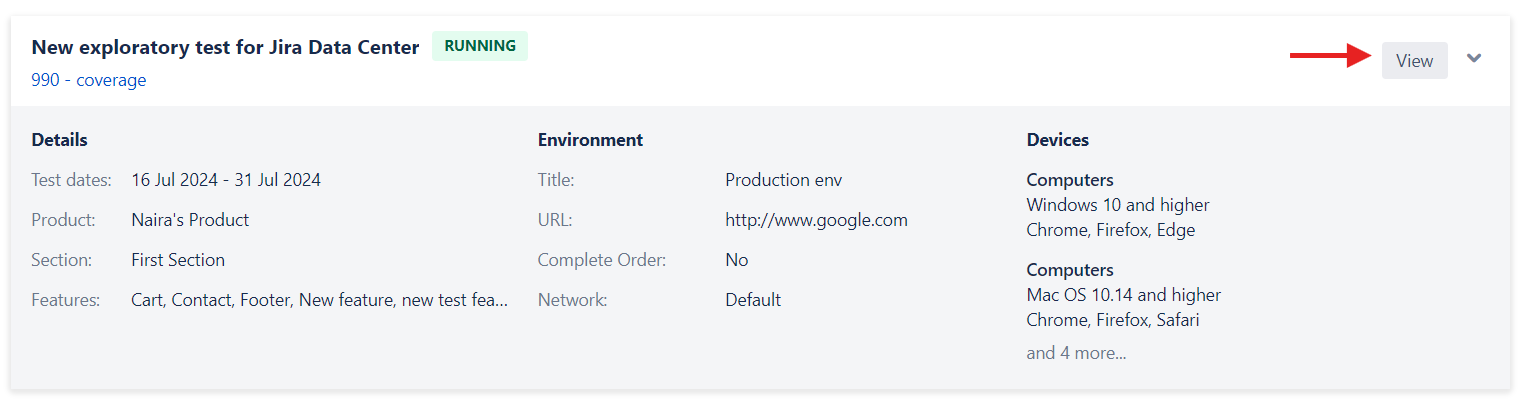 New exploratory test for Jira Data Center RUNNING
990 - coverage
View
Details
Test dates: 16 Jul 2024 - 31 Jul 2024
Product: Naira's Product
Section: First Section
Features: Cart, Contact, Footer, New feature, new test fea...
Environment
Title: Production env
URL: http://www.google.com
Complete Order: No
Network: Default
Devices
Computers
Windows 10 and higher
Chrome, Firefox, Edge
Computers
Mac OS 10.14 and higher
Chrome, Firefox, Safari
and 4 more...